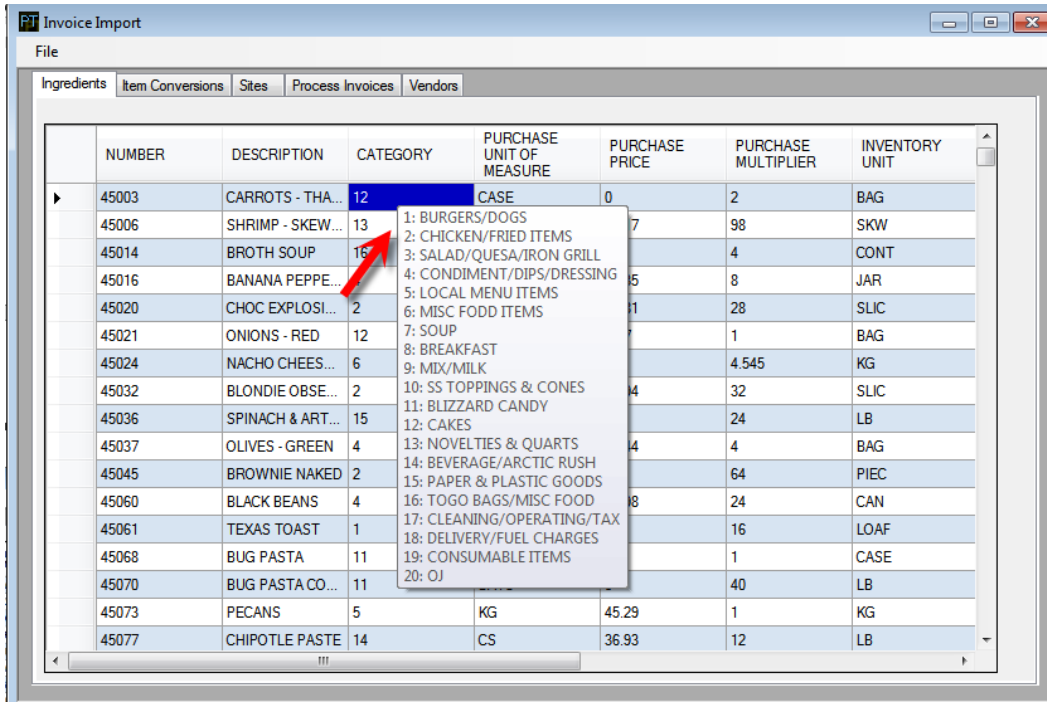 PT Invoice Import
File
Ingredients Item Conversions Sites Process Invoices Vendors
NUMBER DESCRIPTION CATEGORY PURCHASE UNIT OF MEASURE PURCHASE PRICE PURCHASE MULTIPLIER INVENTORY UNIT
45003 CARROTS - THA... 12 CASE 0 2 BAG
45006 SHRIMP - SKEW... 13 98 SKW
45014 BROTH SOUP 16 4 CONT
45016 BANANA PEPPE... 8 JAR
45020 CHOC EXPLOSI... 2 28 SLIC
45021 ONIONS - RED 12 1 BAG
45024 NACHO CHEES... 6 4.545 KG
45032 BLONDIE OBSE... 2 32 SLIC
45036 SPINACH & ART... 15 24 LB
45037 OLIVES - GREEN 4 4 BAG
45045 BROWNIE NAKED 2 64 PIEC
45060 BLACK BEANS 4 24 CAN
45061 TEXAS TOAST 1 16 LOAF
45068 BUG PASTA 11 1 CASE
45070 BUG PASTA CO... 11 40 LB
45073 PECANS 5 KG 45.29 1 KG
45077 CHIPOTLE PASTE 14 CS 36.93 12 LB
1: BURGERS/DOGS
2: CHICKEN/FRIED ITEMS
3: SALAD/QUESA/IRON GRILL
4: CONDIMENT/DIPS/DRESSING
5: LOCAL MENU ITEMS
6: MISC FODD ITEMS
7: SOUP
8: BREAKFAST
9: MIX/MILK
10: SS TOPPINGS & CONES
11: BLIZZARD CANDY
12: CAKES
13: NOVELTIES & QUARTS
14: BEVERAGE/ARCTIC RUSH
15: PAPER & PLASTIC GOODS
16: TOGO BAGS/MISC FOOD
17: CLEANING/OPERATING/TAX
18: DELIVERY/FUEL CHARGES
19: CONSUMABLE ITEMS
20: OJ